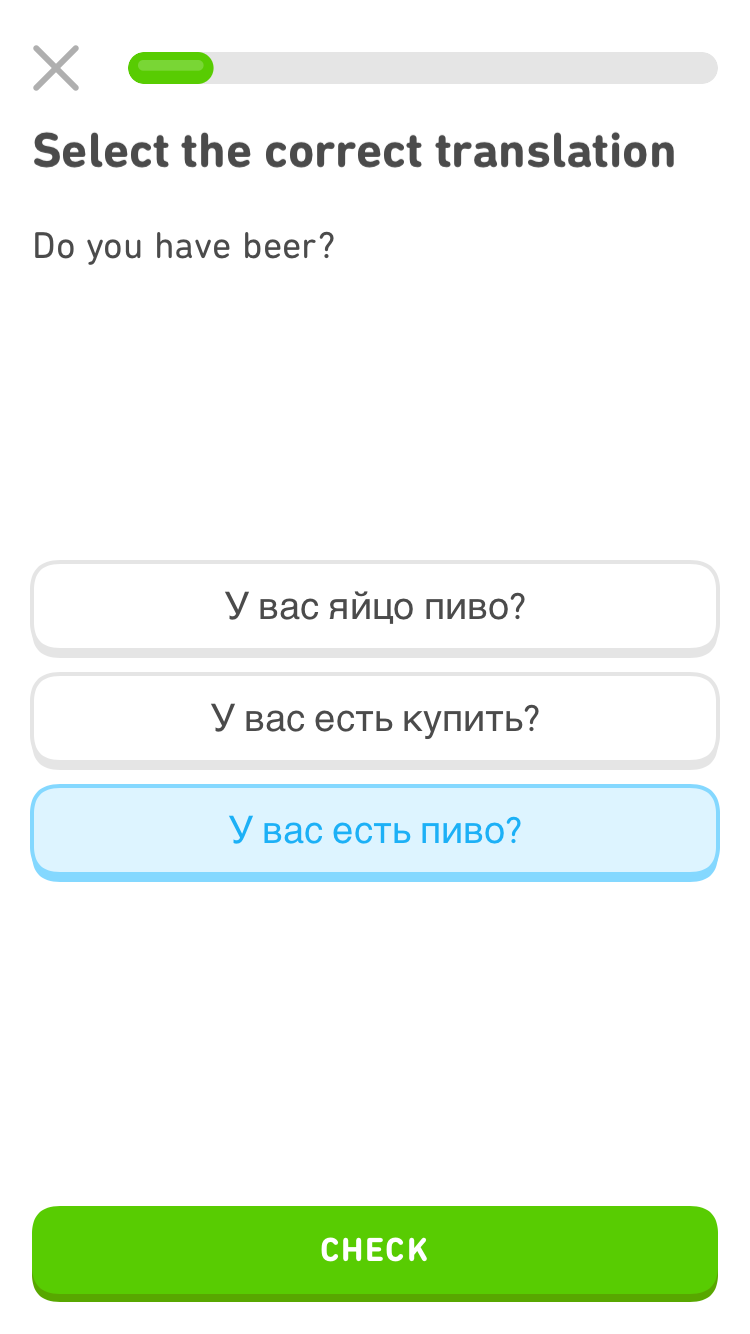 Select the correct translation
Do you have beer?
У вас яйцо пиво?
У вас есть купить?
У вас есть пиво?
CHECK